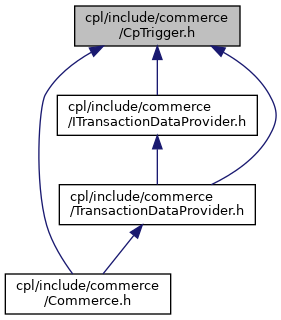 cpl/include/commerce
/CpTrigger.h
cpl/include/commerce
/ITransactionDataProvider.h
cpl/include/commerce
/TransactionDataProvider.h
cpl/include/commerce
/Commerce.h